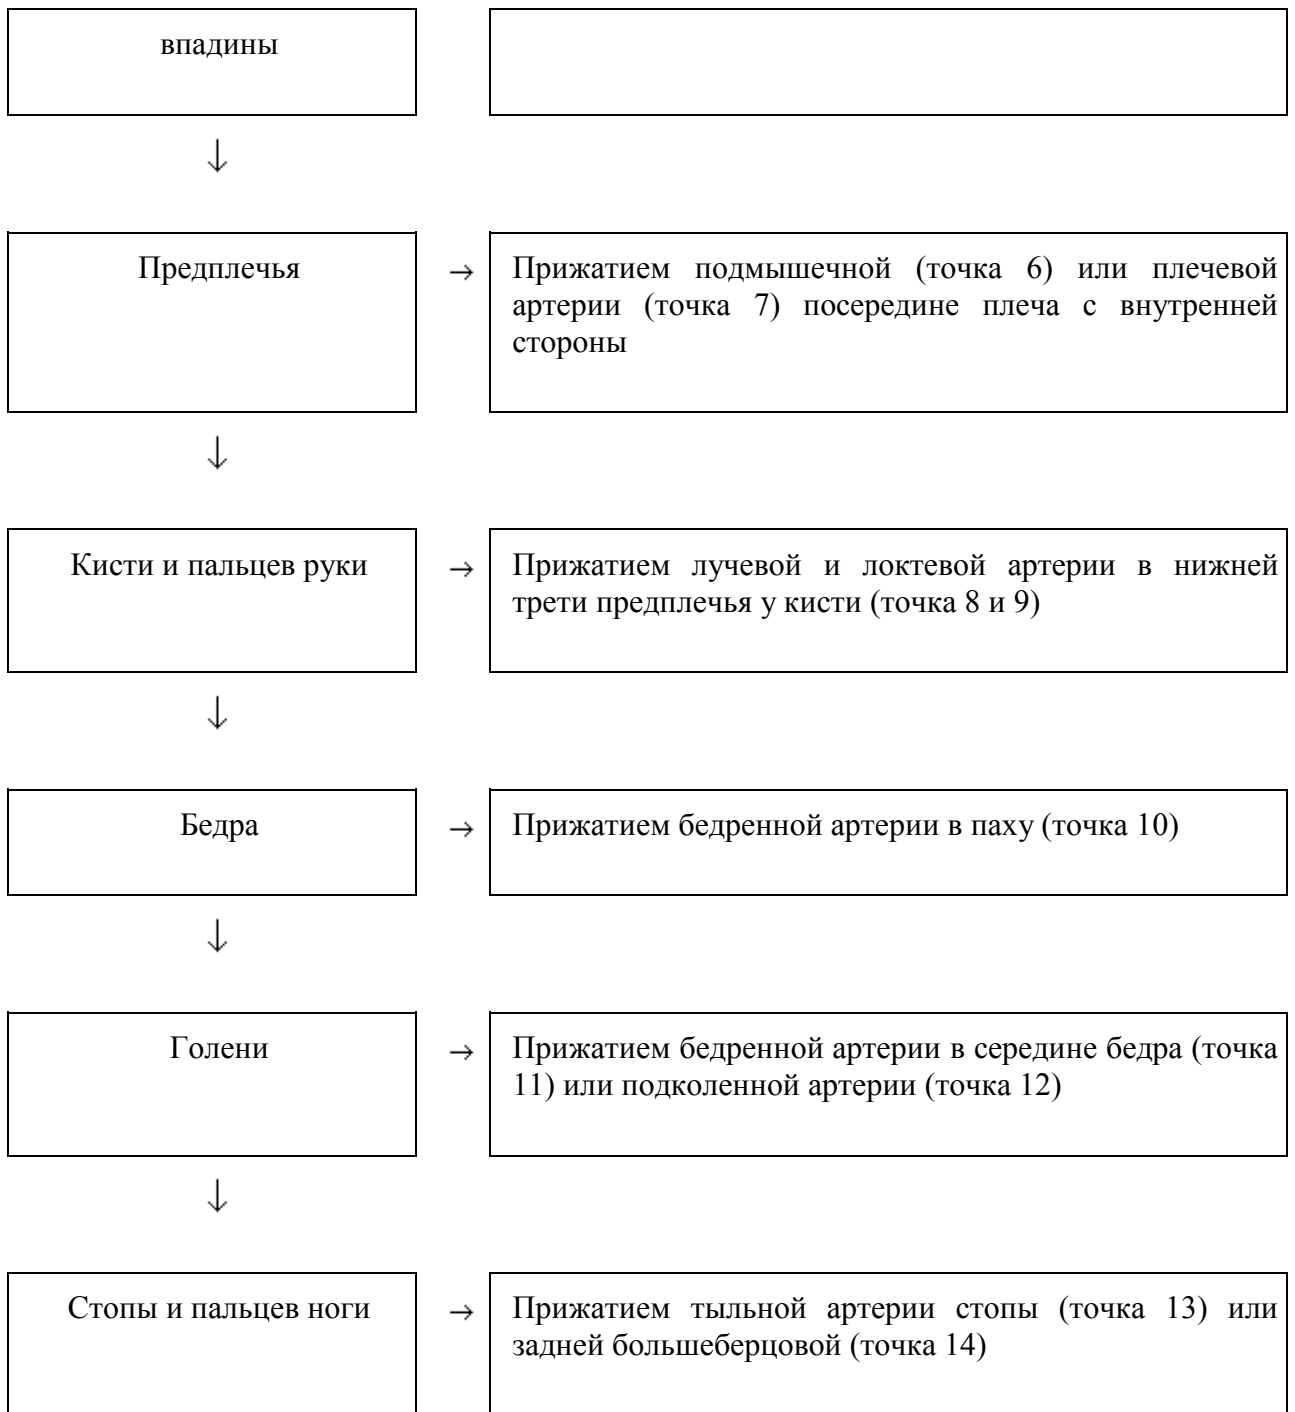 впадины
↓
Предплечья
→
Прижатием подмышечной (точка 6) или плечевой
артерии (точка 7) посередине плеча с внутренней
стороны
↓
Кисти и пальцев руки
→
Прижатием лучевой и локтевой артерии в нижней
трети предплечья у кисти (точка 8 и 9)
↓
Бедра
→
Прижатием бедренной артерии в паху (точка 10)
↓
Голени
→
Прижатием бедренной артерии в середине бедра (точка
11) или подколенной артерии (точка 12)
↓
Стопы и пальцев ноги
→
Прижатием тыльной артерии стопы (точка 13) или
задней большеберцовой (точка 14)